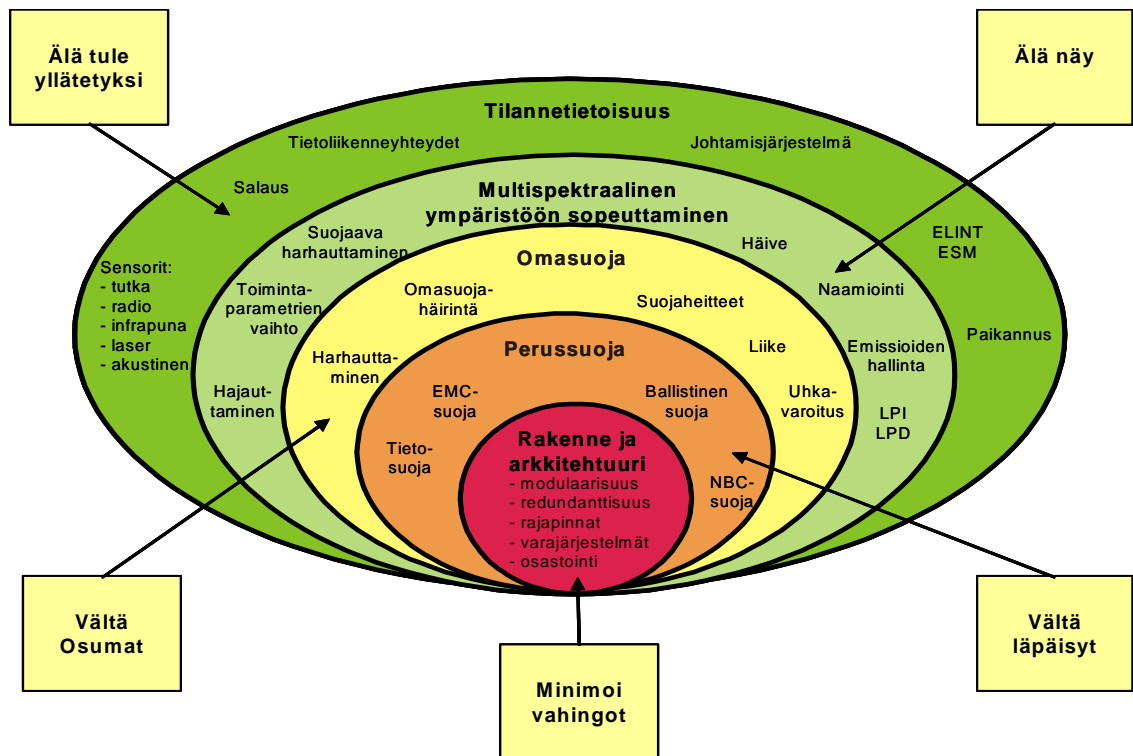 Älä tule
yllätetyksi
Älä näy
Tilannetietoisuus
Tietoliikenneyhteydet
Johtamisjärjestelmä
Salaus
Sensorit:
- tutka
- radio
- infrapuna
- laser
- akustinen
ELINT
ESM
Paikannus
Multispektraalinen
ympäristöön sopeuttaminen
Suojaava
harhauttaminen
Häive
Toiminta-
parametrien
vaihto
Naamiointi
Hajaut-
taminen
Emissioiden
hallinta
LPI
LPD
Omasuoja
Omasuoja-
häirintä
Suojaheitteet
Harhautta-
minen
Liike
Uhka-
varoitus
Perussuoja
EMC-
suoja
Ballistinen
suoja
Tieto-
suoja
NBC-
suoja
Rakenne ja
arkkitehtuuri
- modulaarisuus
- redundanttisuus
- rajapinnat
- varajärjestelmät
- osastointi
Vältä
Osumat
Minimoi
vahingot
Vältä
läpäisyt